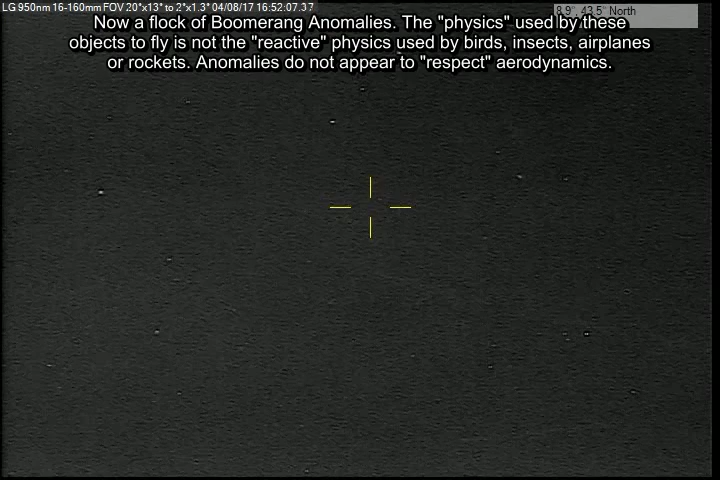 LG 950nm 16-160mm FOV 20°x13° to 2°x1.3° 04/08/17 16:52:07.37
8.9°, 43.5° North
Now a flock of Boomerang Anomalies. The "physics" used by these
objects to fly is not the "reactive" physics used by birds, insects, airplanes
or rockets. Anomalies do not appear to "respect" aerodynamics.